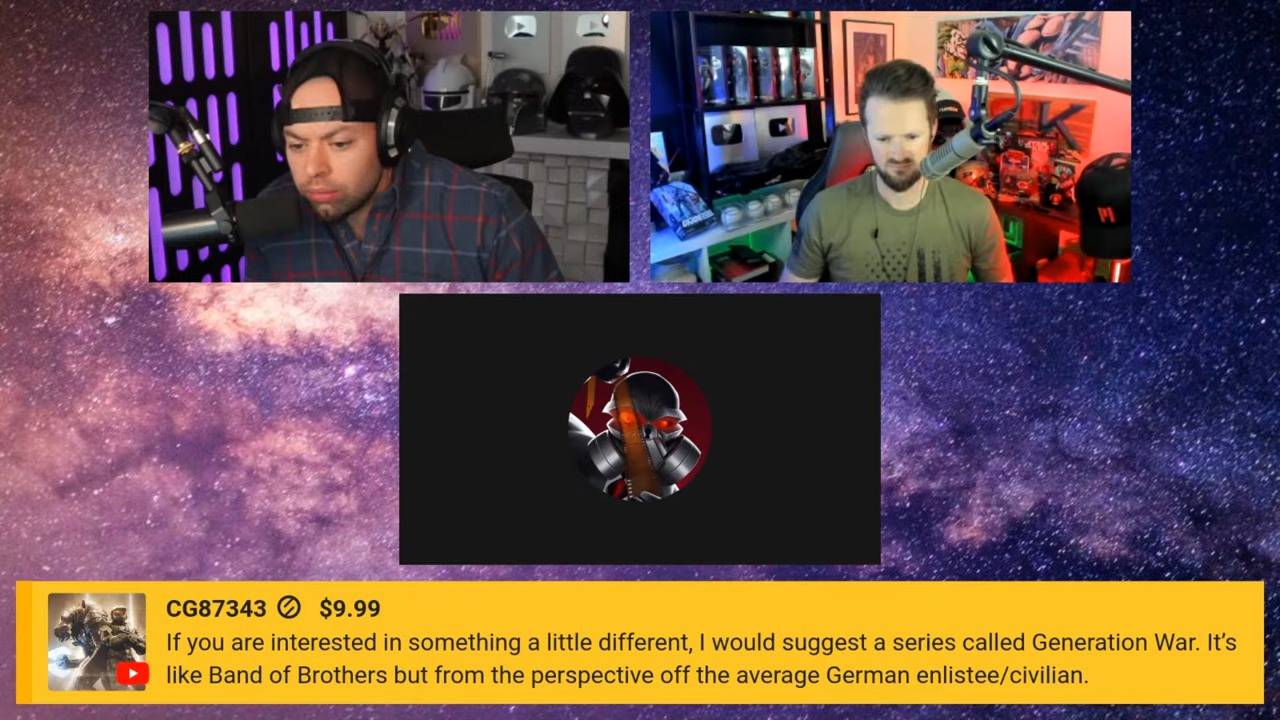 CG87343 $9.99
If you are interested in something a little different, I would suggest a series called Generation War. It’s
like Band of Brothers but from the perspective off the average German enlistee/civilian.